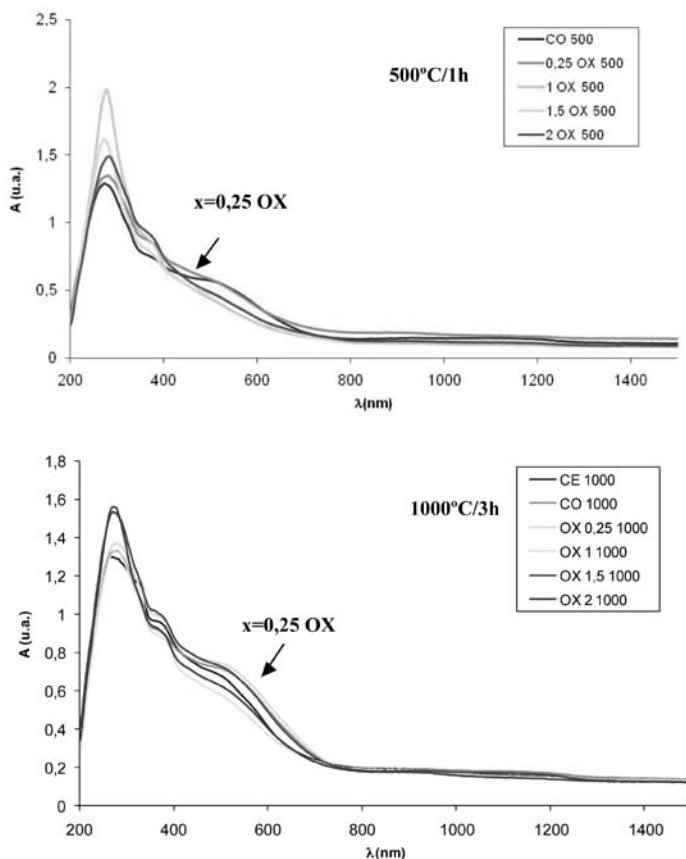 2,5
2
1,5
1
0,5
0
A (u.a.)
200 400 600 800 1000 1200 1400
λ(nm)
500ºC/1h
x=0,25 OX
CO 500
0,25 OX 500
1 OX 500
1,5 OX 500
2 OX 500
1,8
1,6
1,4
1,2
1
0,8
0,6
0,4
0,2
0
A (u.a.)
200 400 600 800 1000 1200 1400
λ(nm)
1000ºC/3h
x=0,25 OX
CE 1000
CO 1000
OX 0,25 1000
OX 1 1000
OX 1,5 1000
OX 2 1000